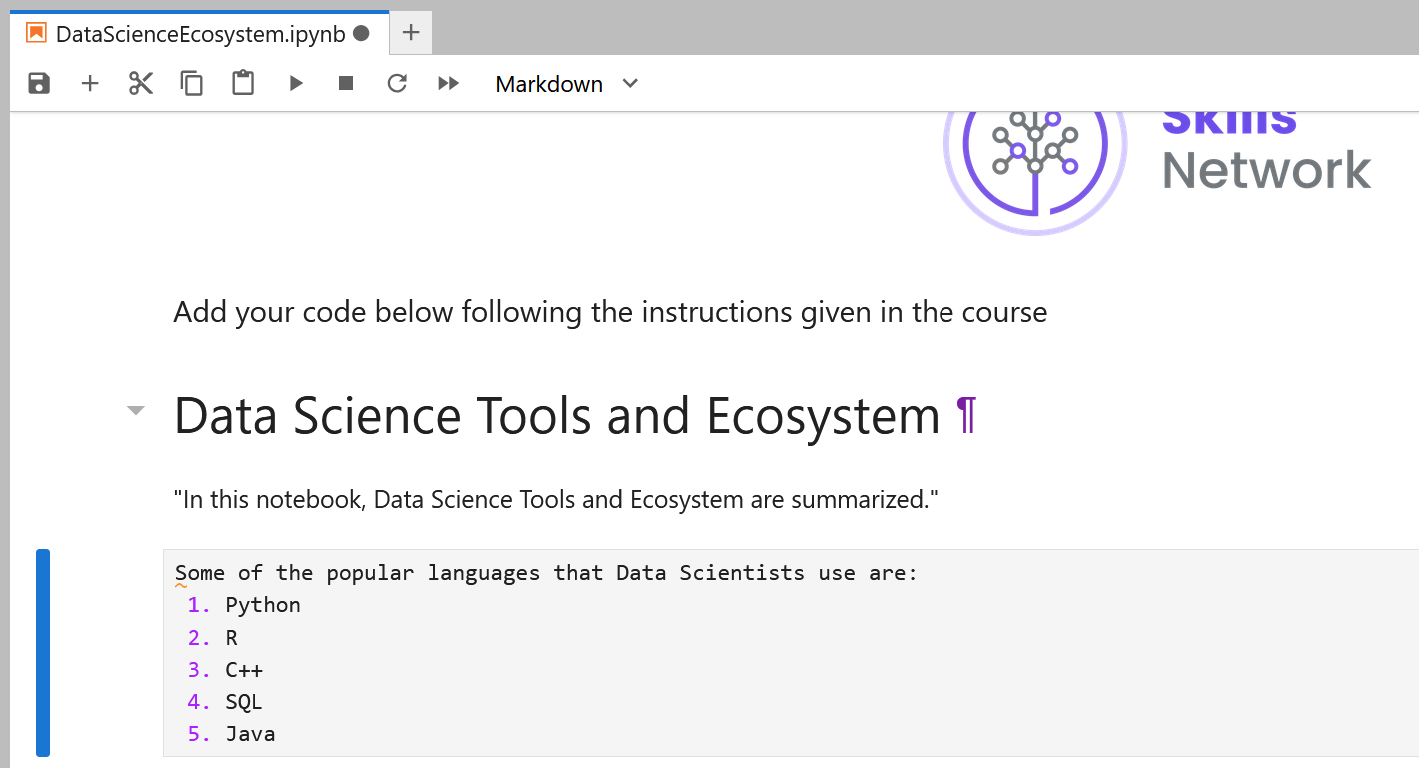 DataScienceEcosystem.ipynb
Markdown
Skills
Network
Add your code below following the instructions given in the course
Data Science Tools and Ecosystem ¶
"In this notebook, Data Science Tools and Ecosystem are summarized."
Some of the popular languages that Data Scientists use are:
1. Python
2. R
3. C++
4. SQL
5. Java